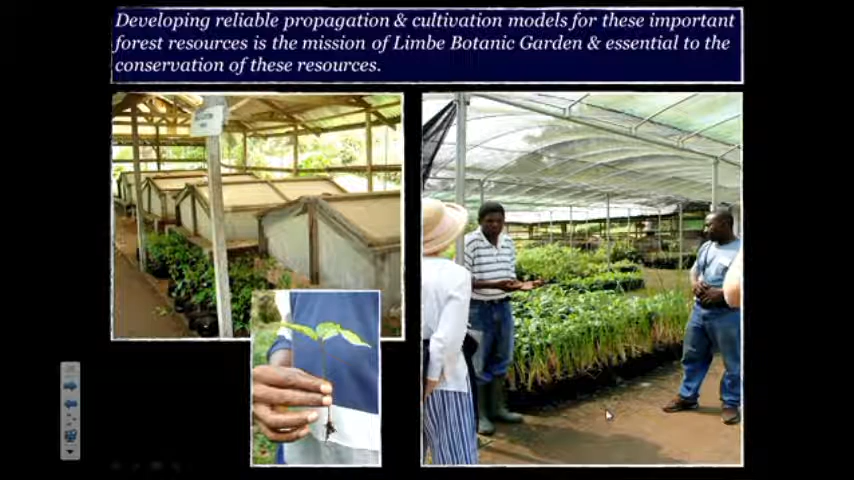 Developing reliable propagation & cultivation models for these important
forest resources is the mission of Limbe Botanic Garden & essential to the
conservation of these resources.